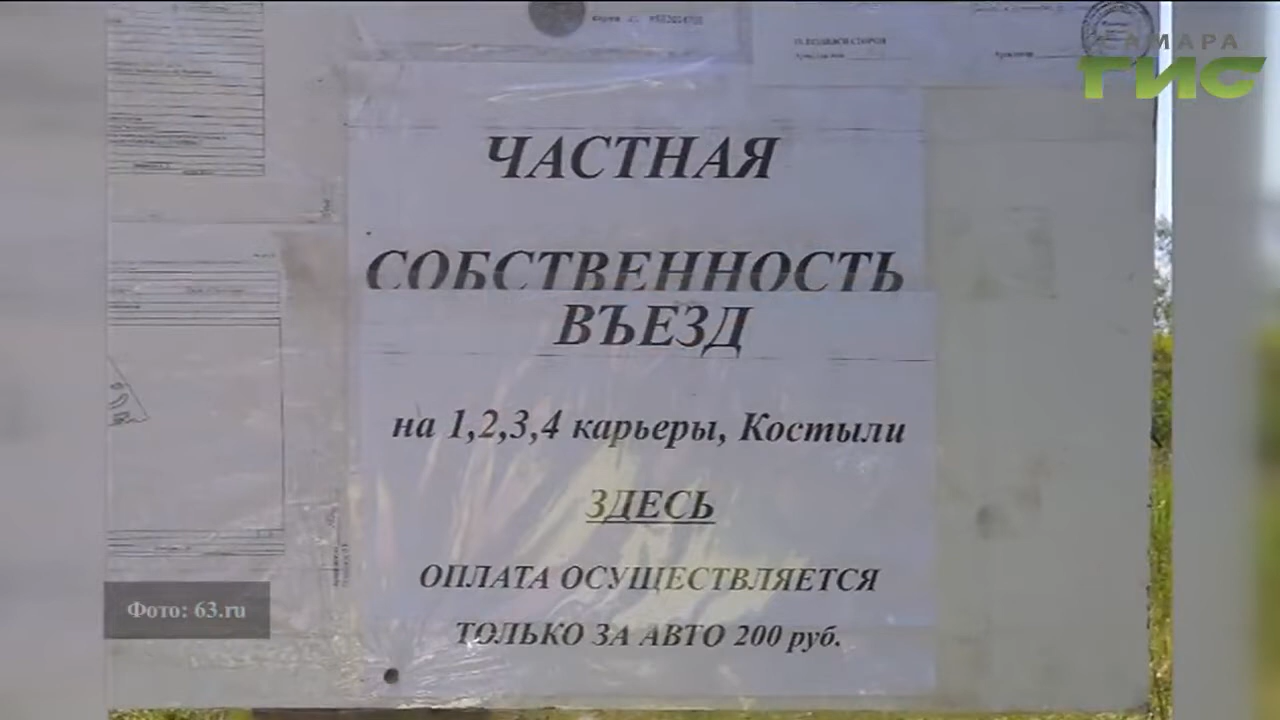 САМАРА
ГИС
ЧАСТНАЯ
СОБСТВЕННОСТЬ
ВЪЕЗД
на 1,2,3,4 карьеры, Костыли
ЗДЕСЬ
ОПЛАТА ОСУЩЕСТВЛЯЕТСЯ
ТОЛЬКО ЗА АВТО 200 руб.
Фото: 63.ru